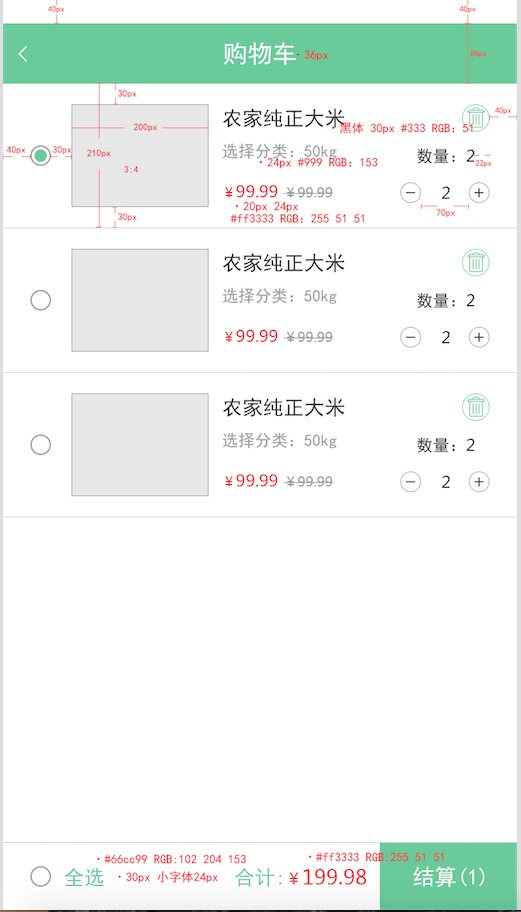 40px
40px
购物车
·36px
88px
30px
农家纯正大米
·黑体 30px #333 RGB: 51
40px
200px
选择分类：50kg
数量：2
40px
30px
210px
·24px #999 RGB: 153
22px
3:4
¥99.99 ¥99.99
2
·20px 24px
70px
30px
#ff3333 RGB: 255 51 51
农家纯正大米
选择分类：50kg
数量：2
¥99.99 ¥99.99
2
农家纯正大米
选择分类：50kg
数量：2
¥99.99 ¥99.99
2
·#66cc99 RGB:102 204 153
·#ff3333 RGB:255 51 51
全选
·30px 小字体24px
合计:¥199.98
结算(1)